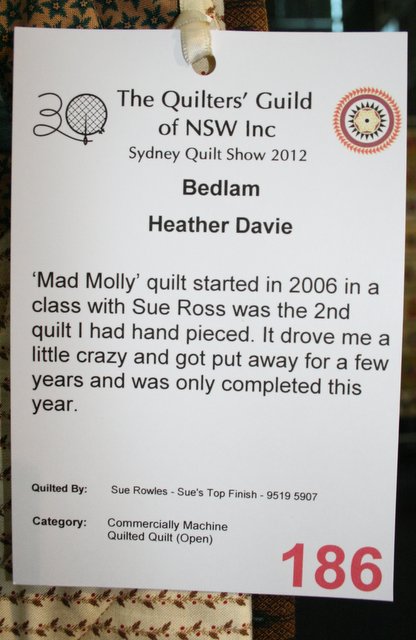 30
The Quilters' Guild
of NSW Inc
Sydney Quilt Show 2012
Bedlam
Heather Davie
'Mad Molly' quilt started in 2006 in a
class with Sue Ross was the 2nd
quilt I had hand pieced. It drove me a
little crazy and got put away for a few
years and was only completed this
year.
Quilted By: Sue Rowles - Sue's Top Finish - 9519 5907
Category: Commercially Machine
Quilted Quilt (Open)
186